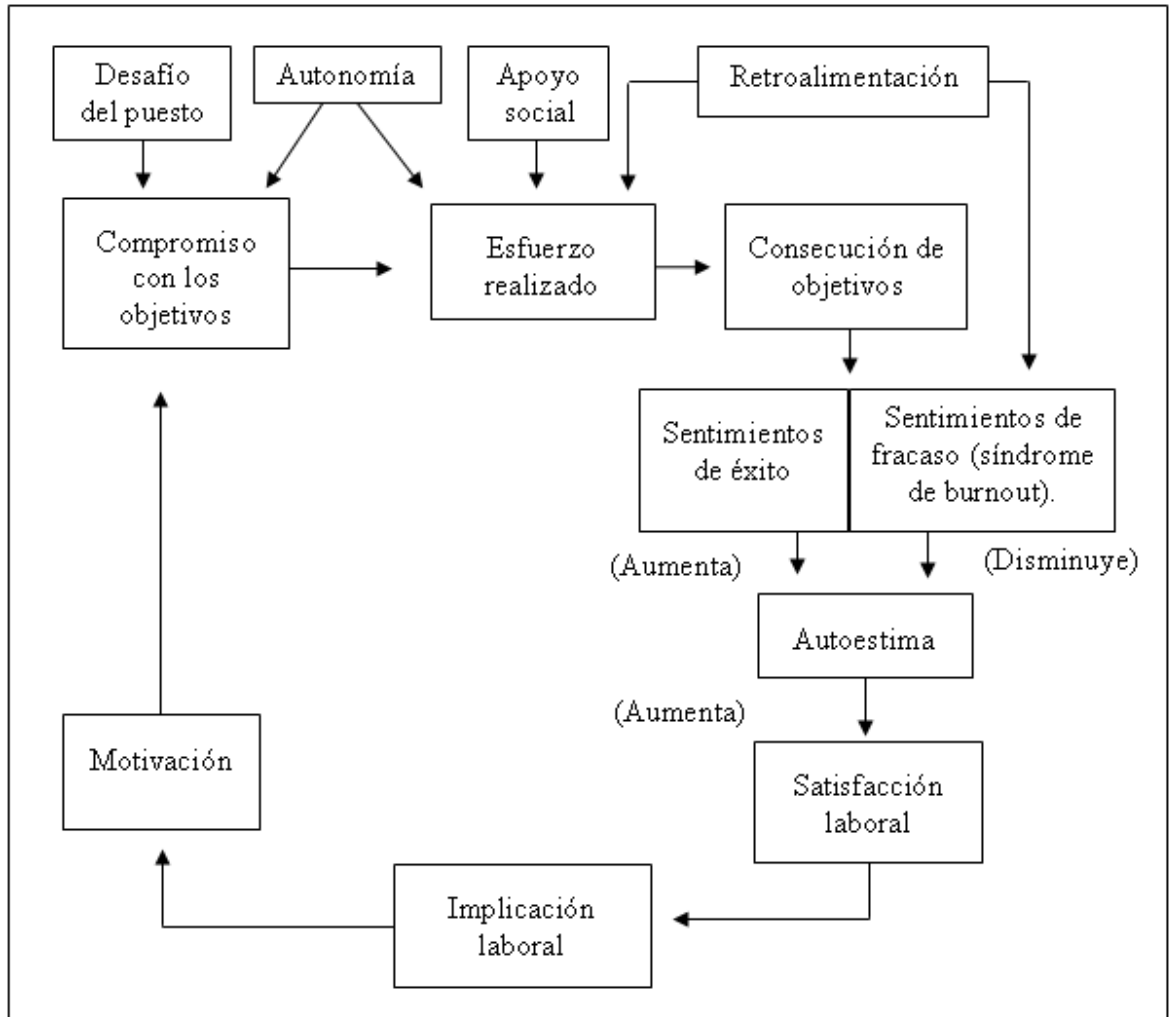 Desafío
del puesto
Autonomía
Apoyo
social
Retroalimentación
Compromiso
con los
objetivos
Esfuerzo
realizado
Consecución de
objetivos
Sentimientos
de éxito
Sentimientos de
fracaso (síndrome
de burnout).
(Aumenta)
(Disminuye)
Autoestima
(Aumenta)
Motivación
Satisfacción
laboral
Implicación
laboral